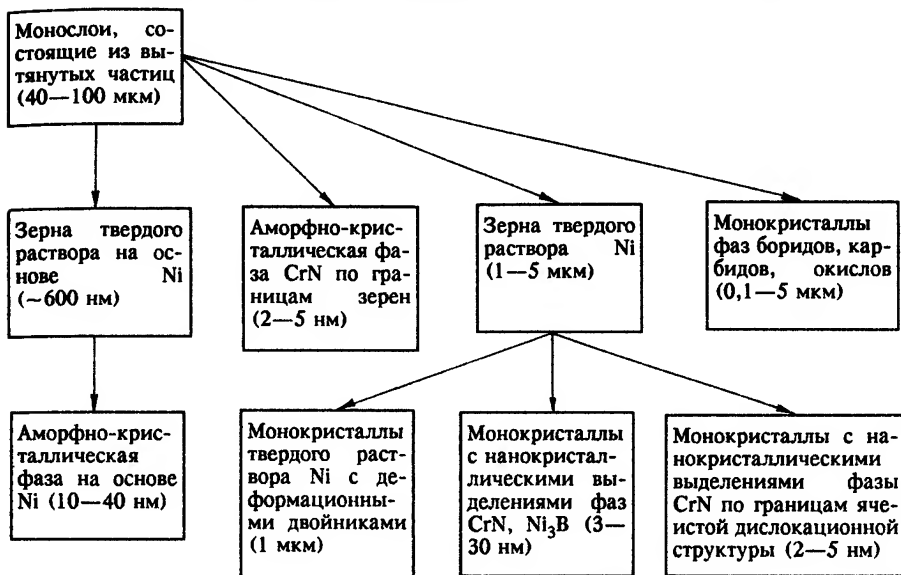 Монослои, со-
стоящие из вы-
тянутых частиц
(40—100 мкм)
Зерна твердого
раствора на ос-
нове Ni
(~600 нм)
Аморфно-крис-
таллическая фа-
за CrN по гра-
ницам зерен
(2—5 нм)
Зерна твердого
раствора Ni
(1—5 мкм)
Монокристаллы
фаз боридов, кар-
бидов, окислов
(0,1—5 мкм)
Аморфно-крис-
таллическая
фаза на основе
Ni (10—40 нм)
Монокристаллы
твердого раст-
вора Ni с де-
формационны-
ми двойниками
(1 мкм)
Монокристаллы
с нанокристал-
лическими вы-
делениями фаз
CrN, Ni₃B (3—
30 нм)
Монокристаллы с на-
нокристаллическими
выделениями фазы
CrN по границам яче-
истой дислокационной
структуры (2—5 нм)